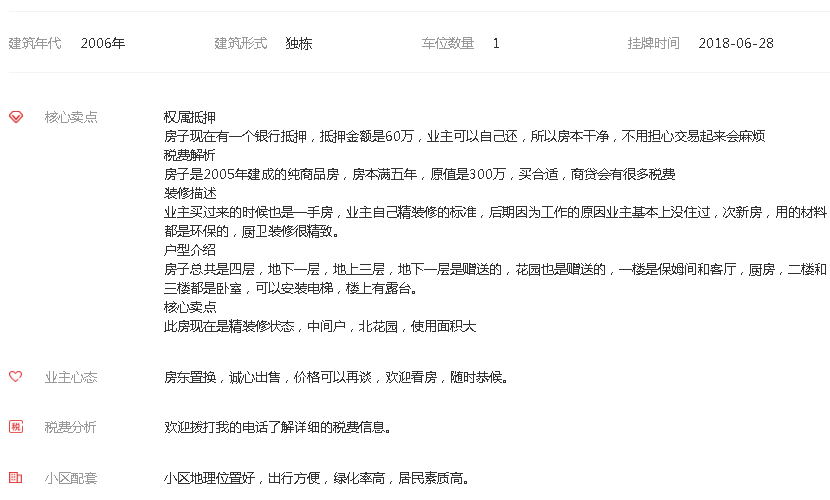 建筑年代 2006年 建筑形式 独栋 车位数量 1 挂牌时间 2018-06-28
核心卖点 权属抵押
房子现在有一个银行抵押，抵押金额是60万，业主可以自己还，所以房本干净，不用担心交易起来会麻烦
税费解析
房子是2005年建成的纯商品房，房本满五年，原值是300万，买合适，商贷会有很多税费
装修描述
业主买过来的时候也是一手房，业主自己精装修的标准，后期因为工作的原因业主基本上没住过，次新房，用的材料
都是环保的，厨卫装修很精致。
户型介绍
房子总共是四层，地下一层，地上三层，地下一层是赠送的，花园也是赠送的，一楼是保姆间和客厅，厨房，二楼和
三楼都是卧室，可以安装电梯，楼上有露台。
核心卖点
此房现在是精装修状态，中间户，北花园，使用面积大
业主心态 房东置换，诚心出售，价格可以再谈，欢迎看房，随时恭候。
税 税费分析 欢迎拨打我的电话了解详细的税费信息。
小区配套 小区地理位置好，出行方便，绿化率高，居民素质高。